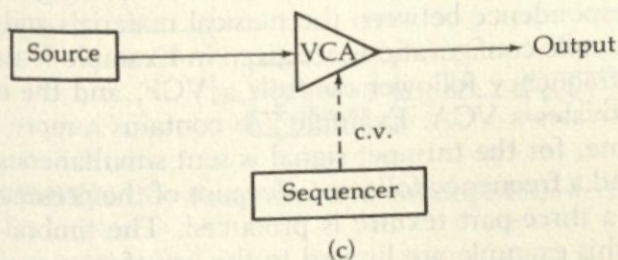 Source
VCA
Output
c.v.
Sequencer
(c)